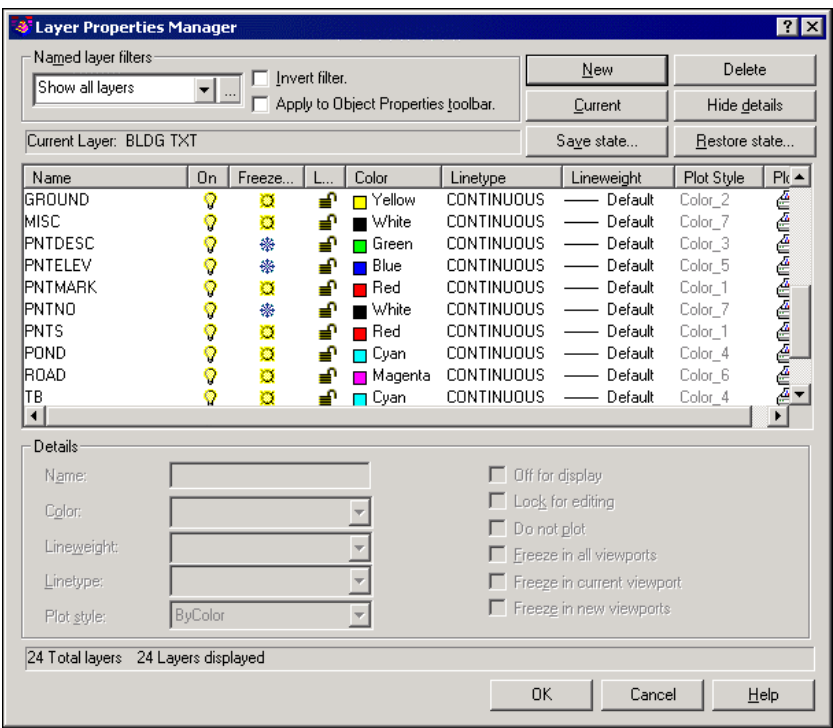 Layer Properties Manager
Named layer filters
Show all layers
...
Invert filter.
Apply to Object Properties toolbar.
New
Delete
Current
Hide details
Save state...
Restore state...
Current Layer: BLDG TXT
Name On Freeze... L... Color Linetype Lineweight Plot Style Plc
GROUND Yellow CONTINUOUS Default Color_2
MISC White CONTINUOUS Default Color_7
PNTDESC Green CONTINUOUS Default Color_3
PNTELEV Blue CONTINUOUS Default Color_5
PNTMARK Red CONTINUOUS Default Color_1
PNTNO White CONTINUOUS Default Color_7
PNTS Red CONTINUOUS Default Color_1
POND Cyan CONTINUOUS Default Color_4
ROAD Magenta CONTINUOUS Default Color_6
TB Cyan CONTINUOUS Default Color_4
Details
Name:
Color:
Lineweight:
Linetype:
Plot style: ByColor
Off for display
Lock for editing
Do not plot
Freeze in all viewports
Freeze in current viewport
Freeze in new viewports
24 Total layers 24 Layers displayed
OK Cancel Help